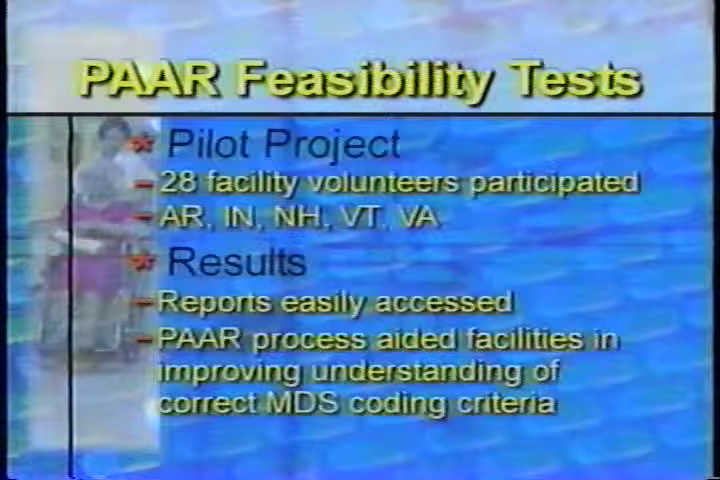 PAAR Feasibility Tests
* Pilot Project
– 28 facility volunteers participated
– AR, IN, NH, VT, VA
* Results
– Reports easily accessed
– PAAR process aided facilities in
improving understanding of
correct MDS coding criteria